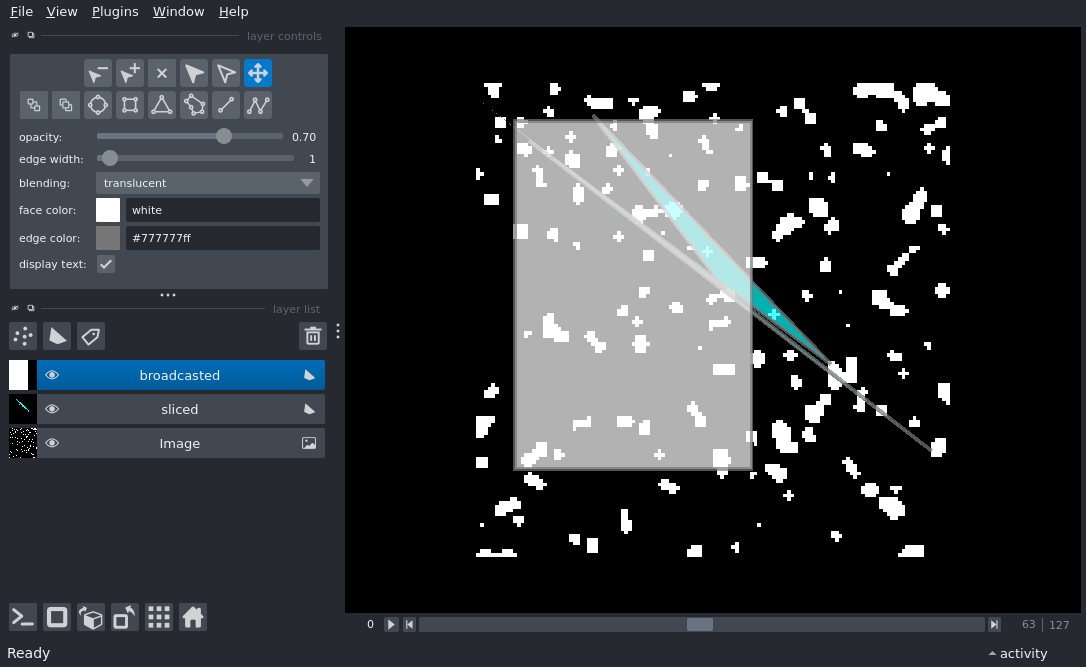 File View Plugins Window Help
layer controls
opacity: 0.70
edge width: 1
blending: translucent
face color: white
edge color: #777777ff
display text:
layer list
broadcasted
sliced
Image
0 63 127
Ready activity